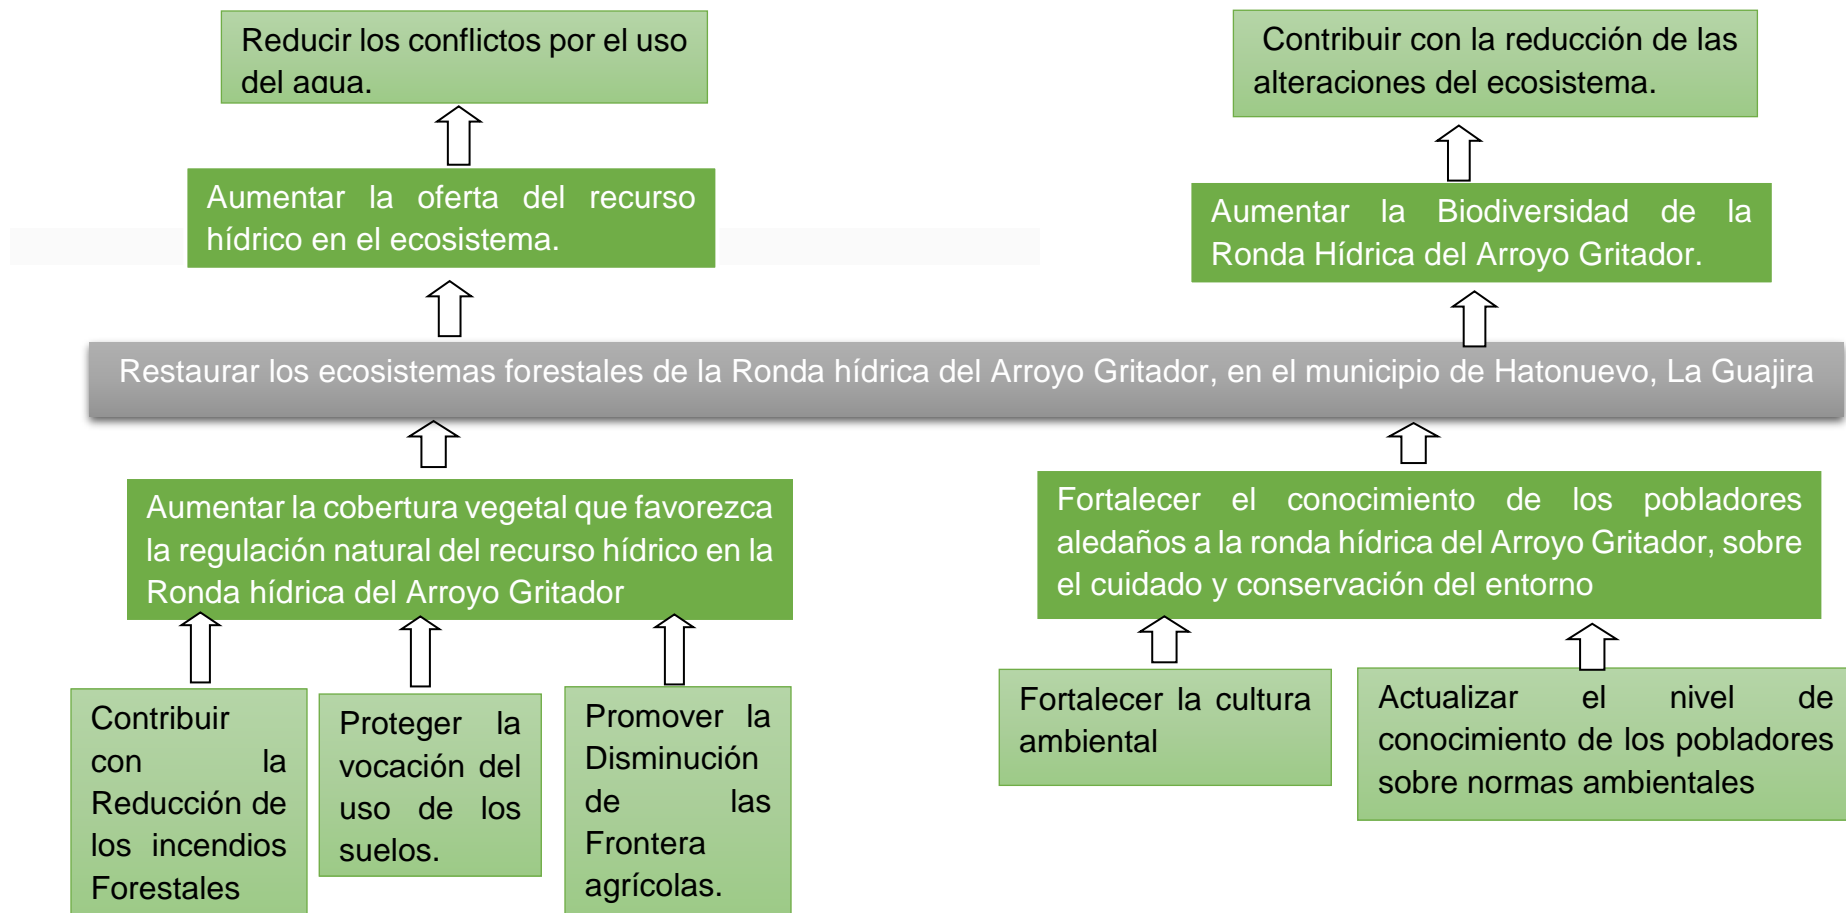 Reducir los conflictos por el uso
del agua.
Contribuir con la reducción de las
alteraciones del ecosistema.
Aumentar la oferta del recurso
hídrico en el ecosistema.
Aumentar la Biodiversidad de la
Ronda Hídrica del Arroyo Gritador.
Restaurar los ecosistemas forestales de la Ronda hídrica del Arroyo Gritador, en el municipio de Hatonuevo, La Guajira
Aumentar la cobertura vegetal que favorezca
la regulación natural del recurso hídrico en la
Ronda hídrica del Arroyo Gritador
Fortalecer el conocimiento de los pobladores
aledaños a la ronda hídrica del Arroyo Gritador, sobre
el cuidado y conservación del entorno
Contribuir
con la
Reducción de
los incendios
Forestales
Proteger la
vocación del
uso de los
suelos.
Promover la
Disminución
de las
Frontera
agrícolas.
Fortalecer la cultura
ambiental
Actualizar el nivel de
conocimiento de los pobladores
sobre normas ambientales